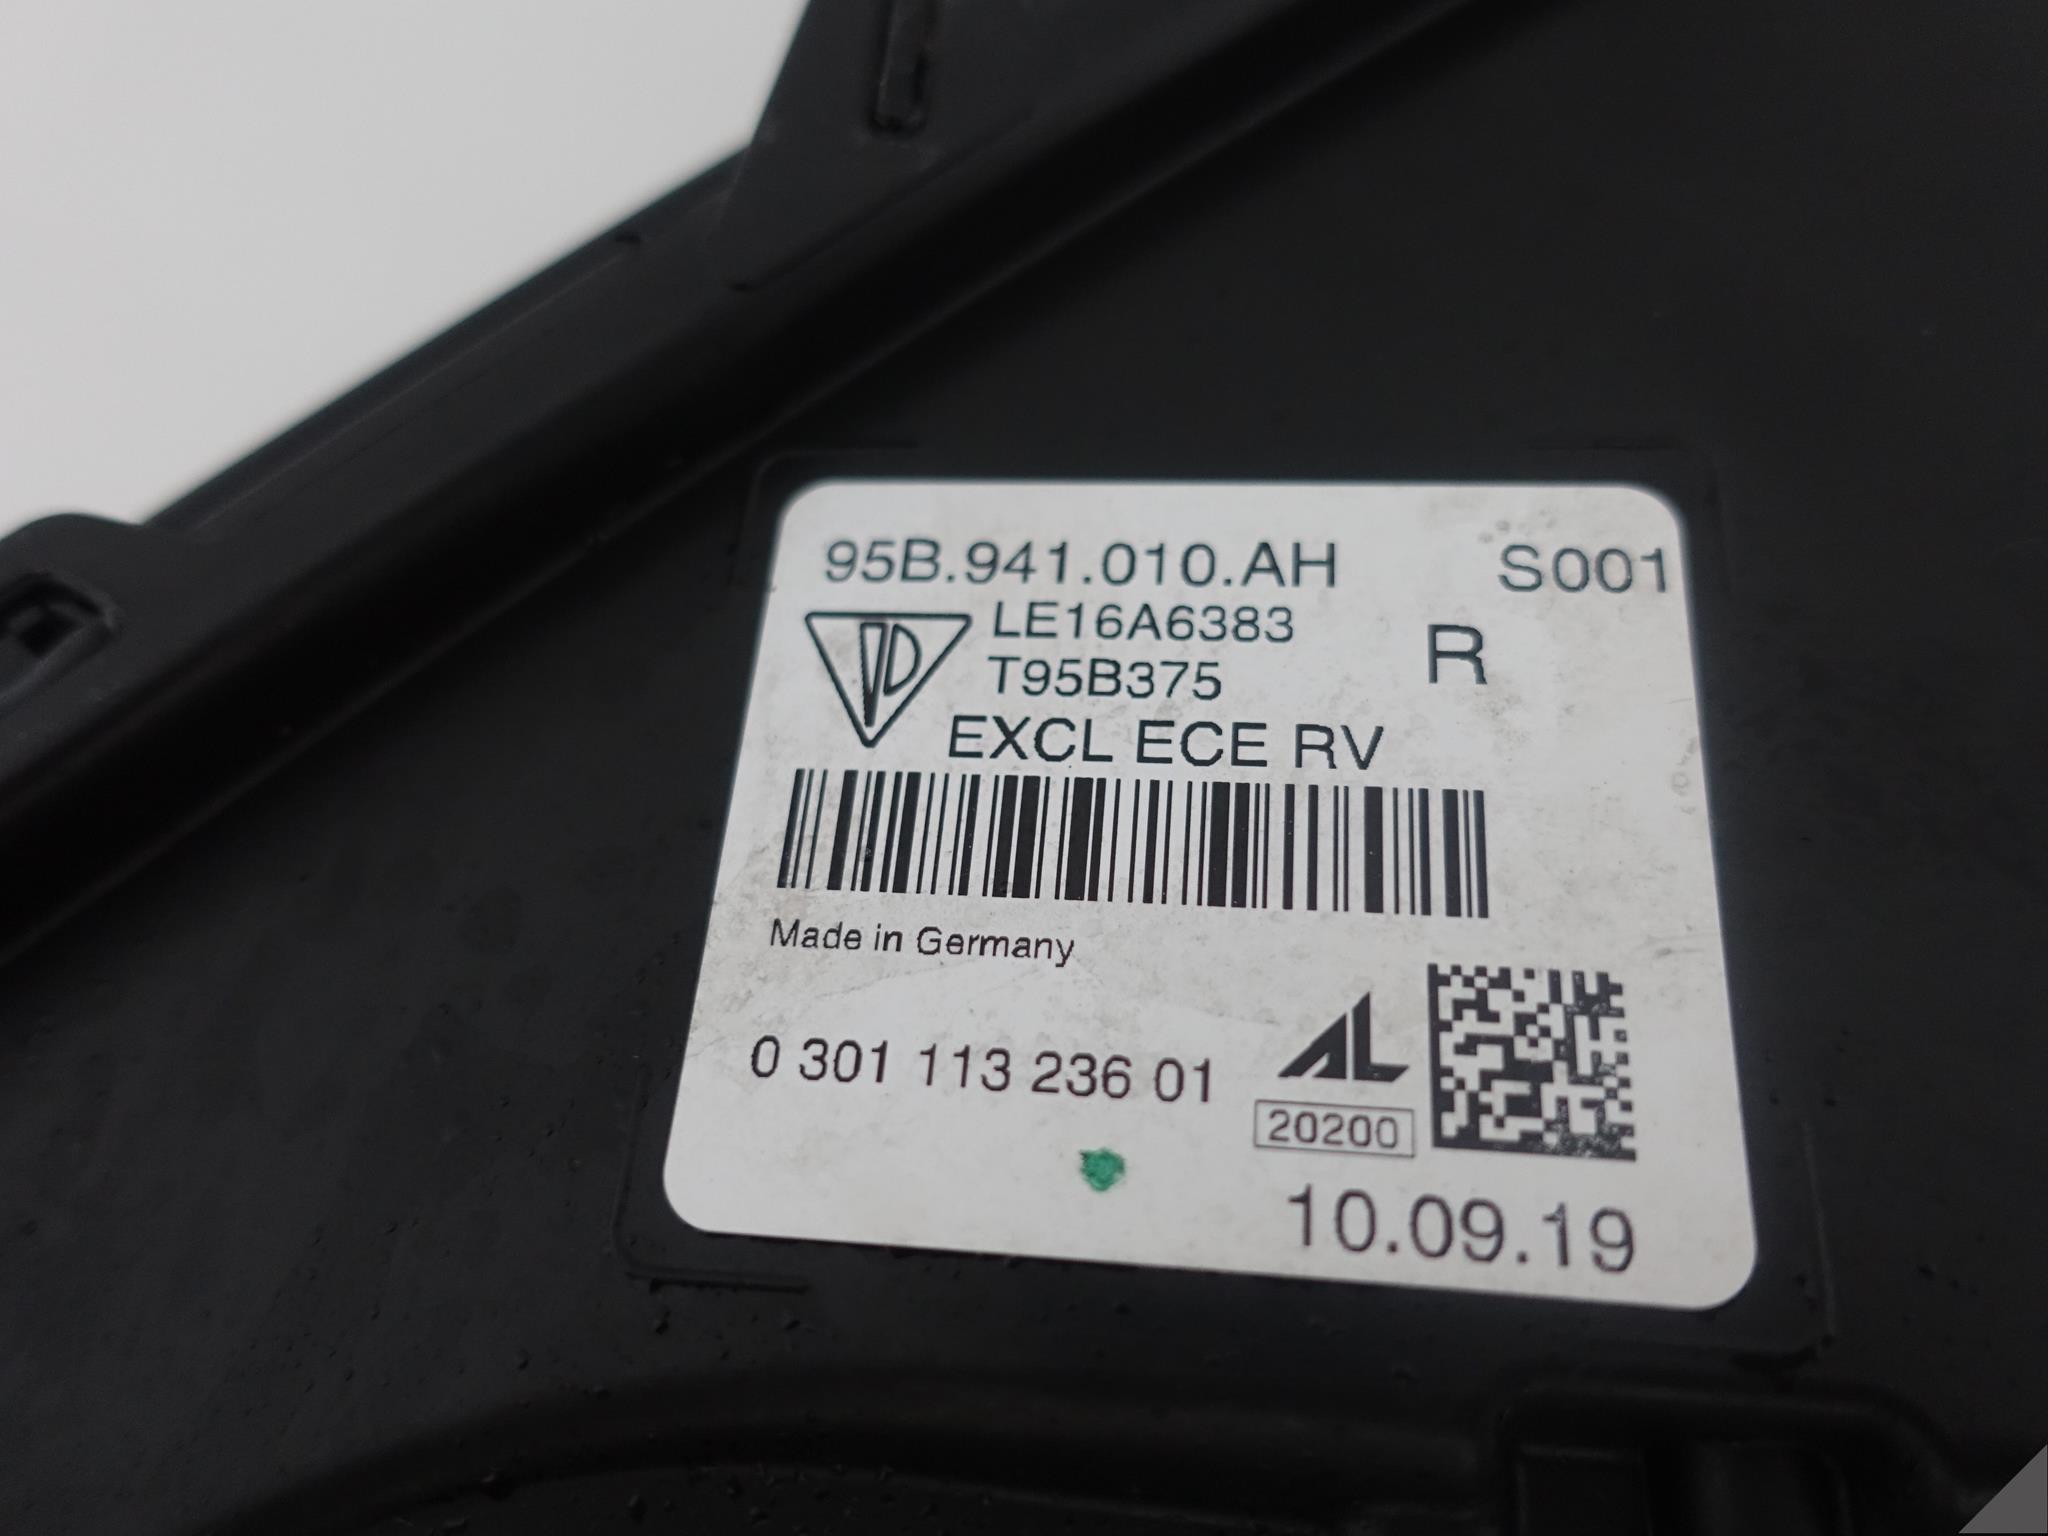 95B.941.010.AH S001
LE16A6383
T95B375 R
EXCL ECE RV
Made in Germany
0 301 113 236 01 AL
20200
10.09.19